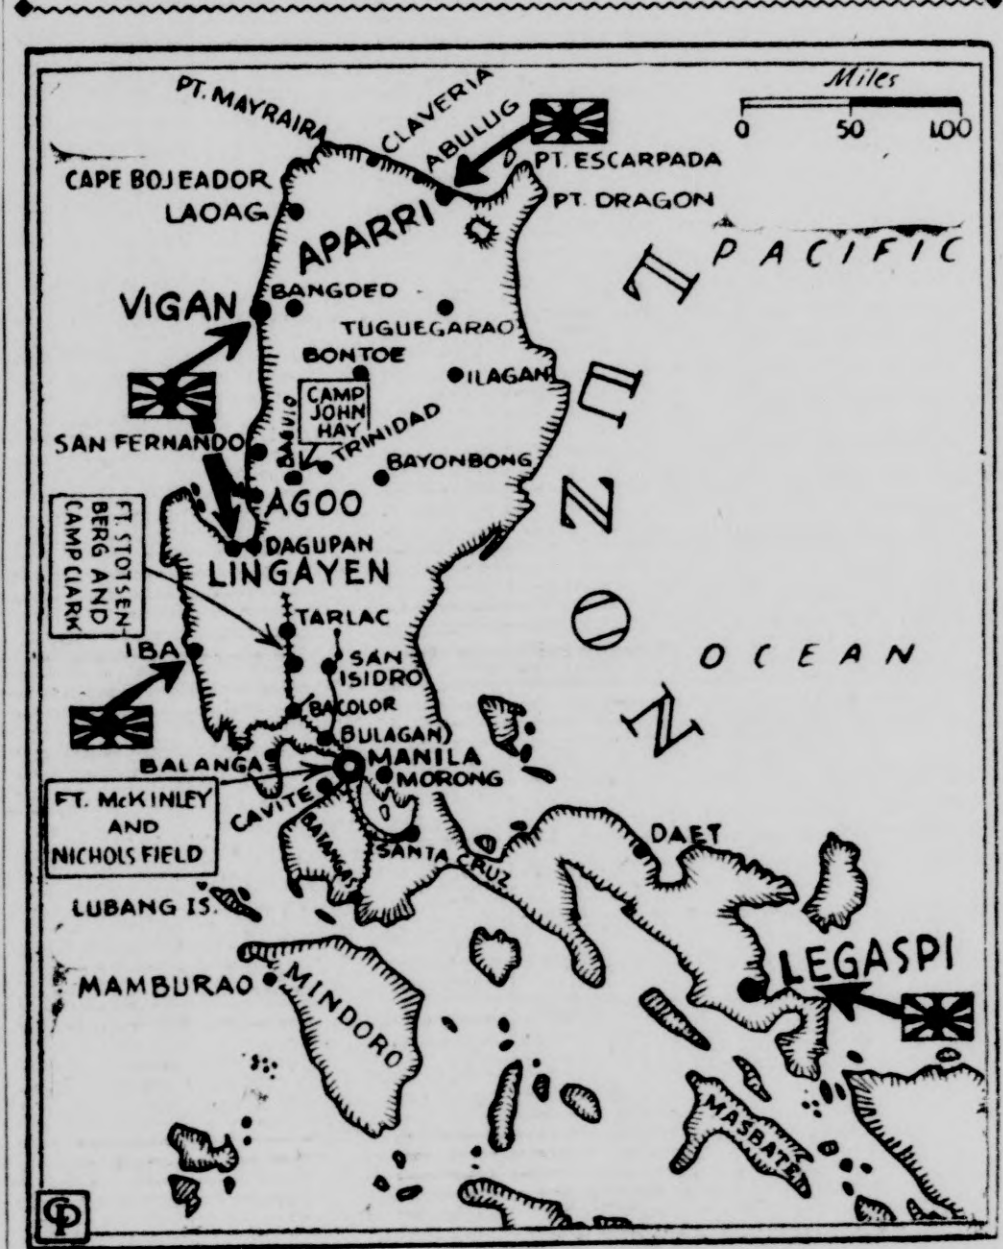 Miles
0 50 100
PT. MAYRAIRA
CLAVERIA
ABULUG
PT. ESCARPADA
CAPE BOJEADOR
PT. DRAGON
LAOAG
APARRI
PACIFIC
VIGAN
BANGDED
TUGUEGARAO
BONTOE
ILAGAN
CAMP
JOHN
HAY
BAGUIO
TRINIDAD
SAN FERNANDO
BAYONBONG
AGOO
FT. STOTSEN-
BERG AND
CAMP CLARK
DAGUPAN
LINGAYEN
LUZON
TARLAC
IBA
SAN
ISIDRO
OCEAN
BACOLOR
BULAGAN
BALANGA
MANILA
MORONG
FT. McKINLEY
AND
NICHOLS FIELD
CAVITE
BATANGAS
SANTA CRUZ
DAET
LUBANG IS.
LEGASPI
MAMBURAO
MINDORO
MASBATE
CP